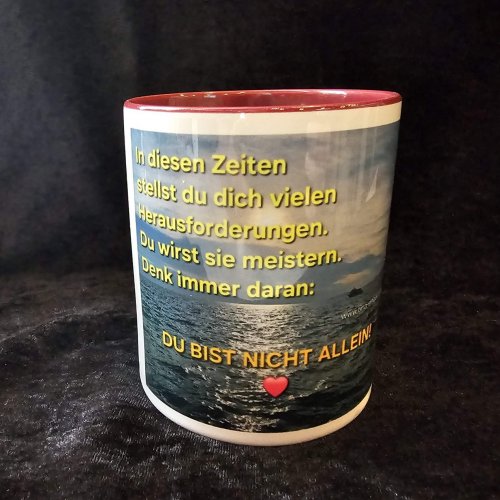 In diesen Zeiten
stellst du dich vielen
Herausforderungen.
Du wirst sie meistern.
Denk immer daran:
DU BIST NICHT ALLEIN!